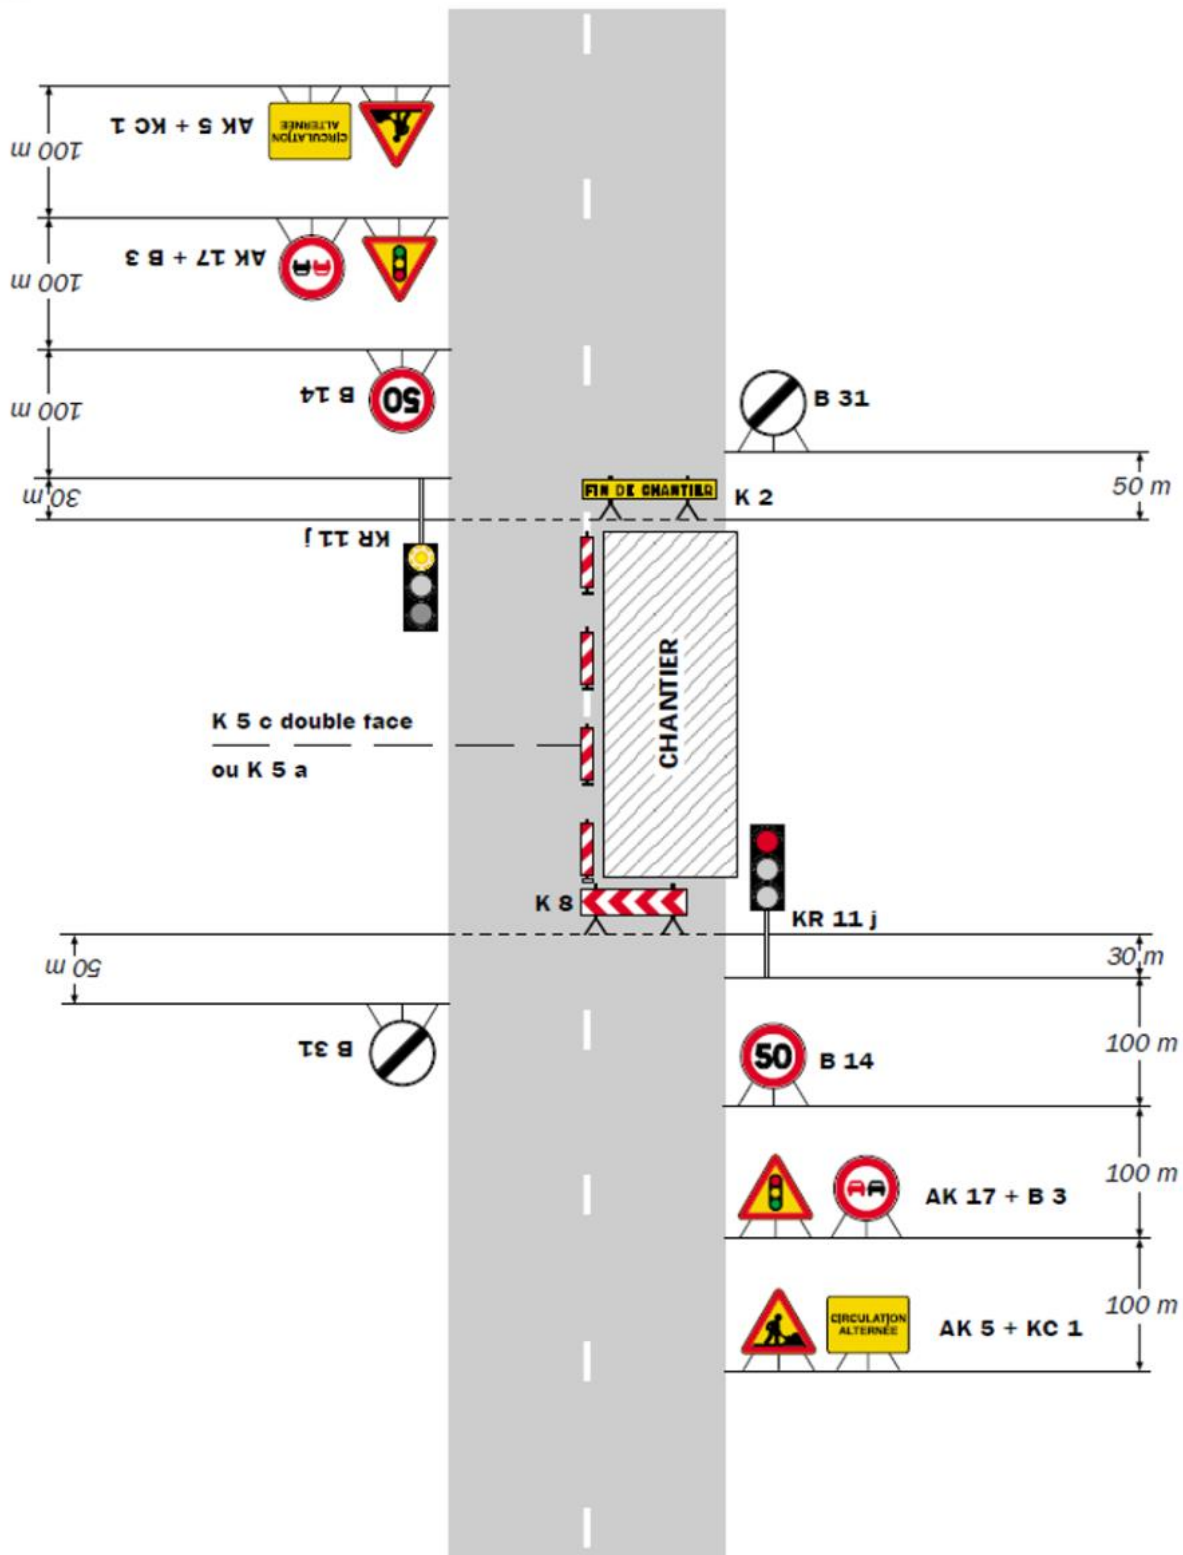 AK 5 + KC 1
CIRCULATION
ALTERNÉE
100 m
AK 17 + B 3
100 m
B 14
50
100 m
B 31
30 m
FIN DE CHANTIER
K 2
50 m
KR 11 j
CHANTIER
K 5 c double face
ou K 5 a
K 8
KR 11 j
50 m
30 m
B 31
50
B 14
100 m
AK 17 + B 3
100 m
CIRCULATION
ALTERNÉE
AK 5 + KC 1
100 m